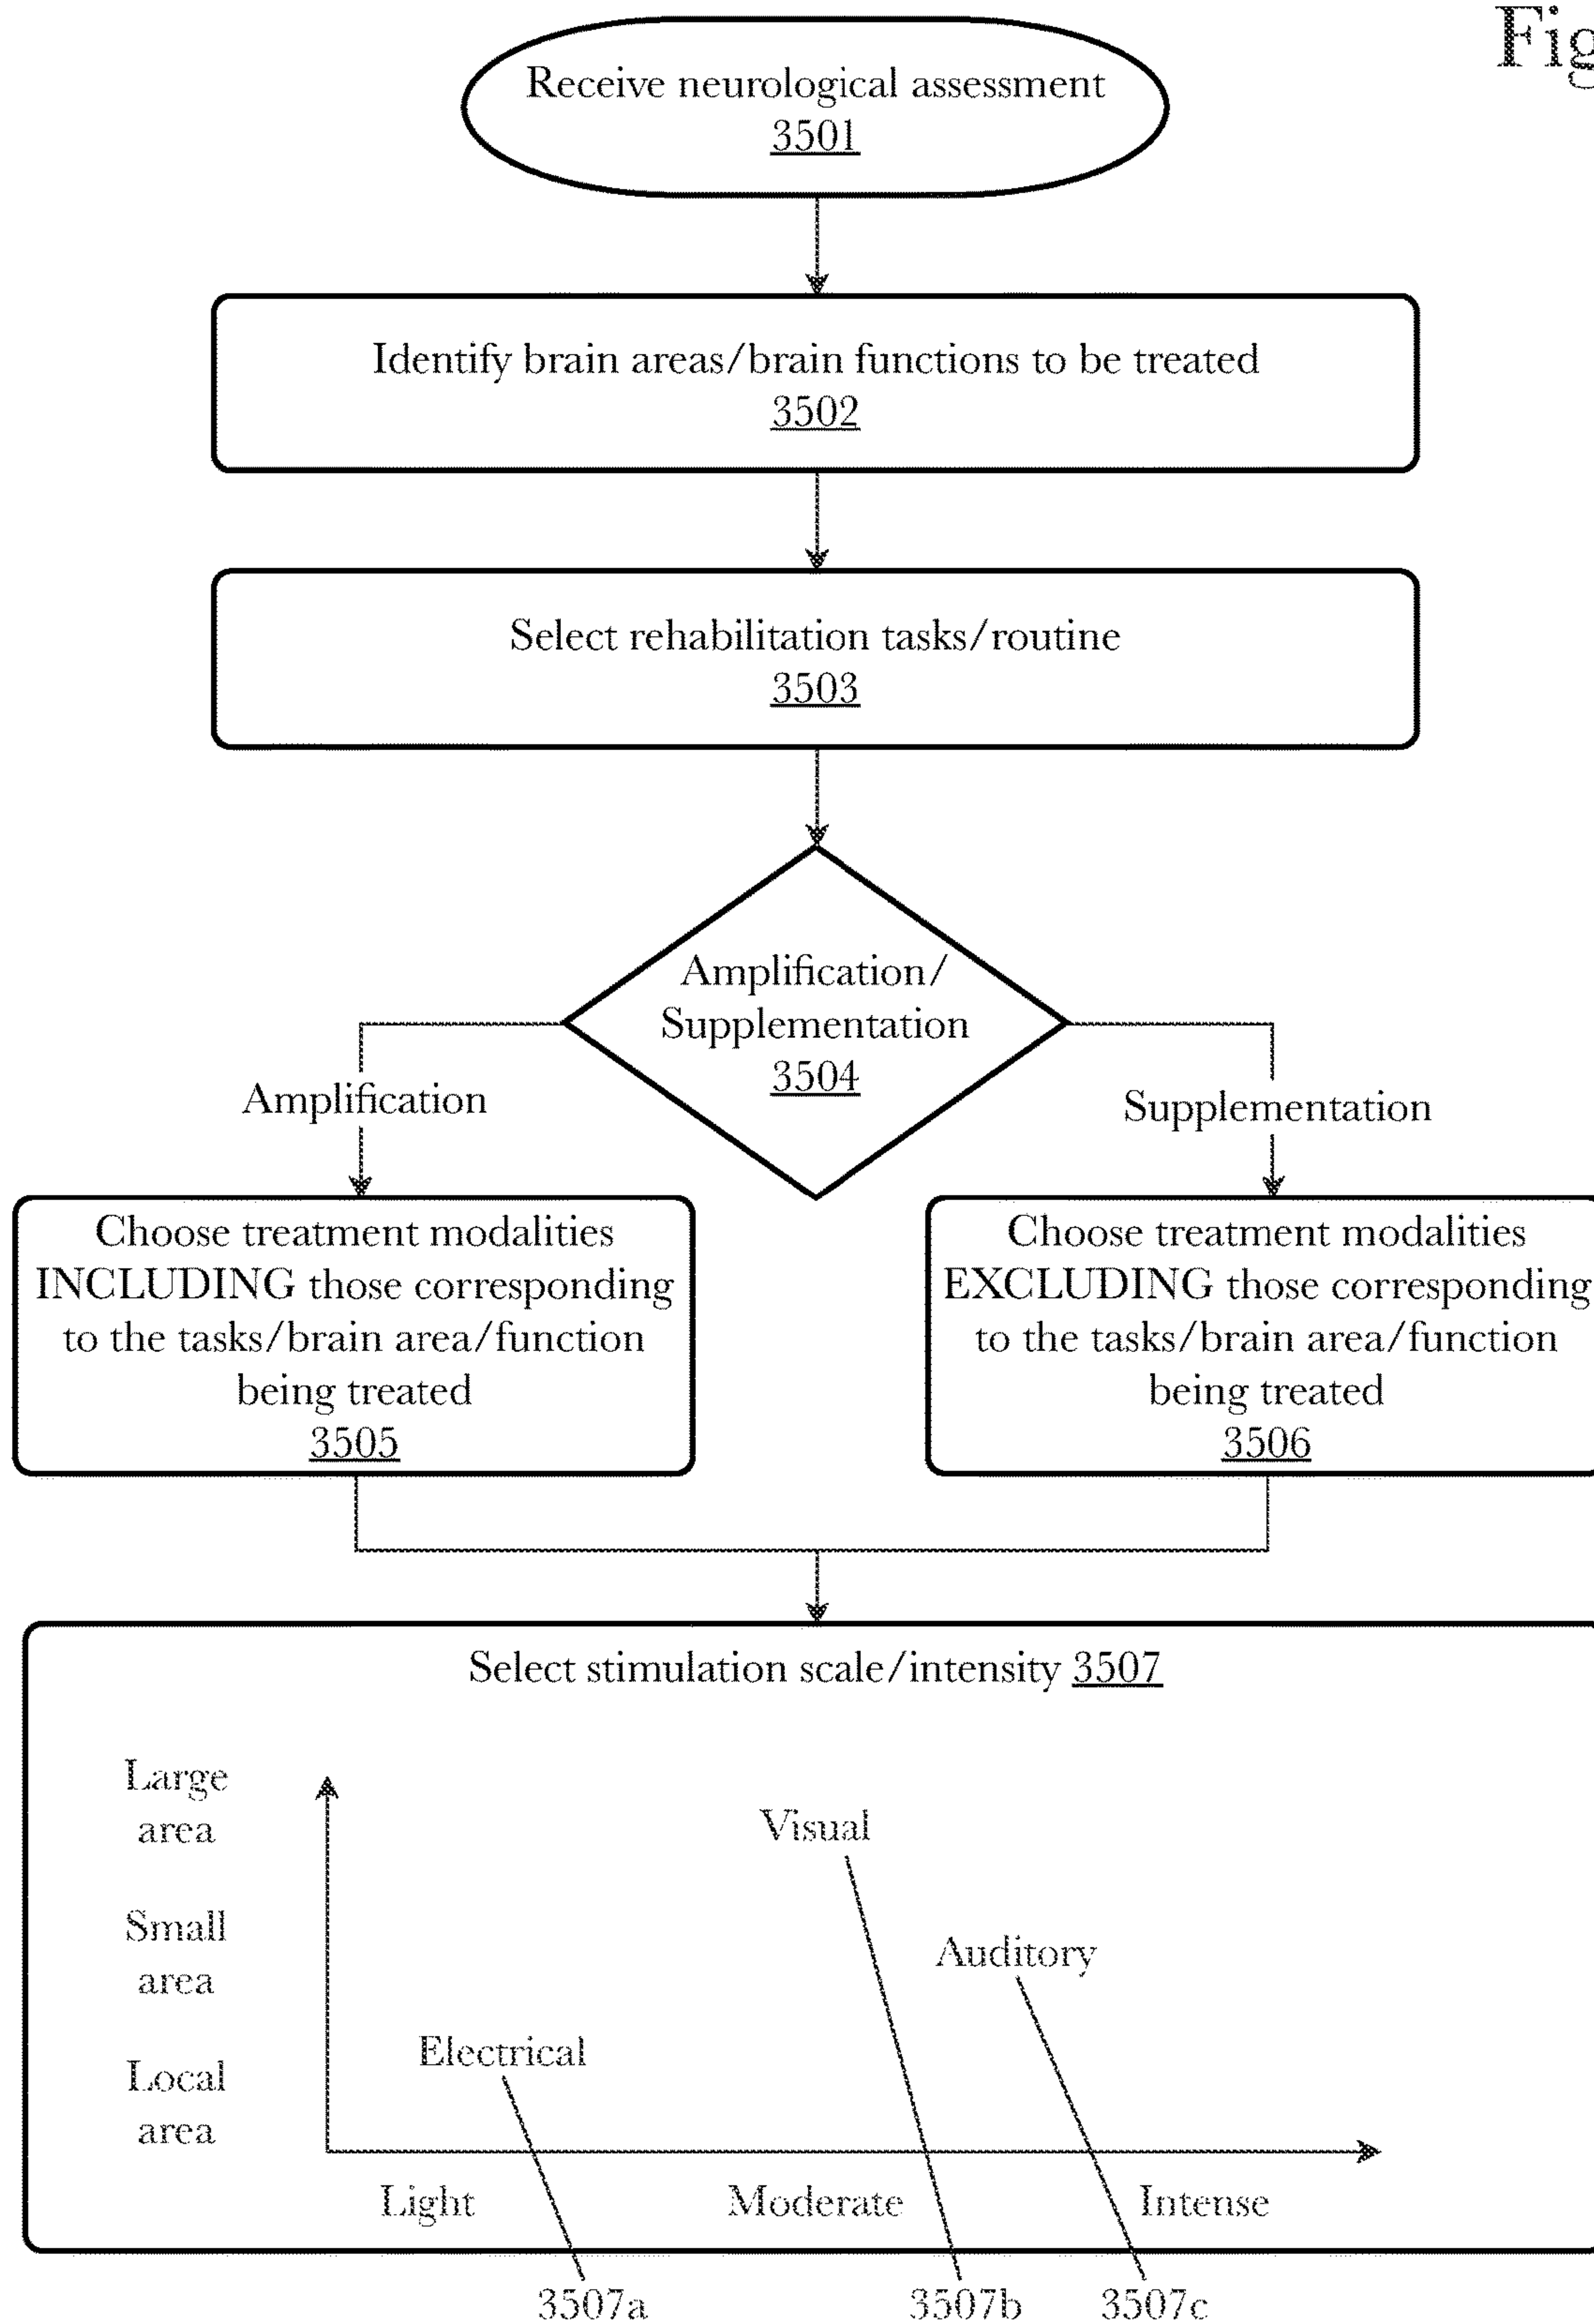 Fig
Receive neurological assessment
3501
Identify brain areas/brain functions to be treated
3502
Select rehabilitation tasks/routine
3503
Amplification/
Supplementation
3504
Amplification
Supplementation
Choose treatment modalities
INCLUDING those corresponding
to the tasks/brain area/function
being treated
3505
Choose treatment modalities
EXCLUDING those corresponding
to the tasks/brain area/function
being treated
3506
Select stimulation scale/intensity 3507
Large
area
Small
area
Local
area
Visual
Auditory
Electrical
Light
Moderate
Intense
3507a
3507b
3507c